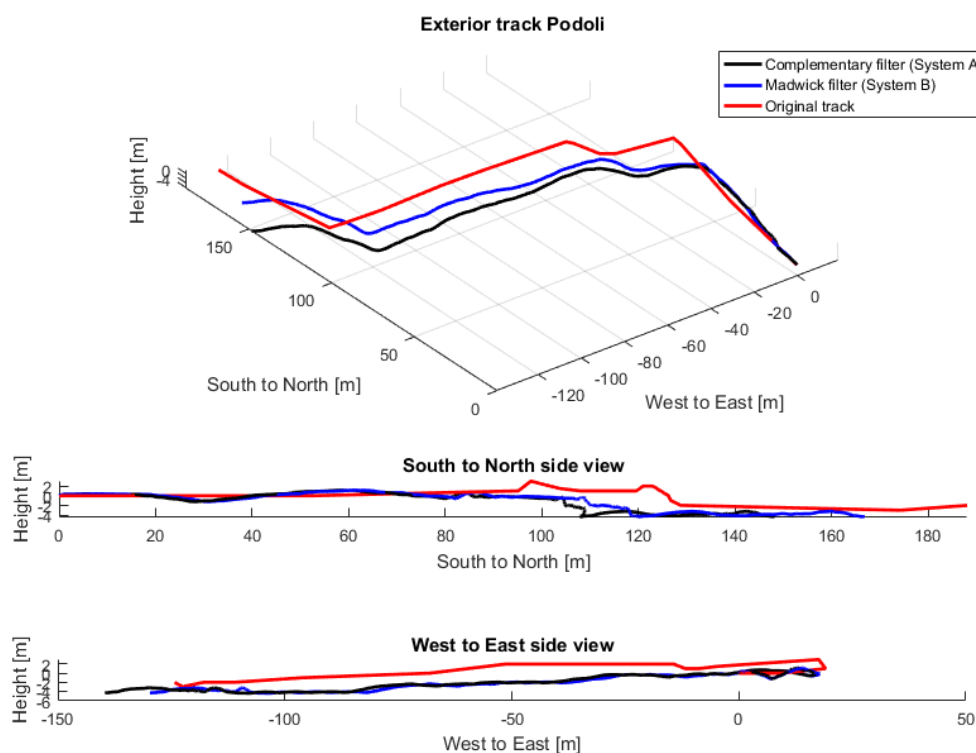 Exterior track Podoli
Complementary filter (System A
Madwick filter (System B)
Original track
Height [m]
0
-4
150
100
50
0
South to North [m]
-120
-100
-80
-60
-40
-20
0
West to East [m]
South to North side view
Height [m]
2
0
-2
-4
0 20 40 60 80 100 120 140 160 180
South to North [m]
West to East side view
Height [m]
2
0
-2
-4
-6
-150 -100 -50 0 50
West to East [m]